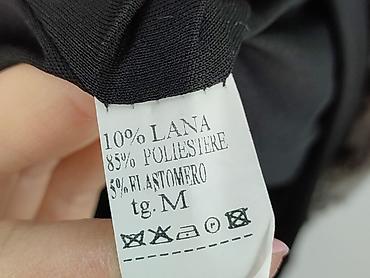 10% LANA
85% POLIESTERE
5% ELASTOMERO
tg. M